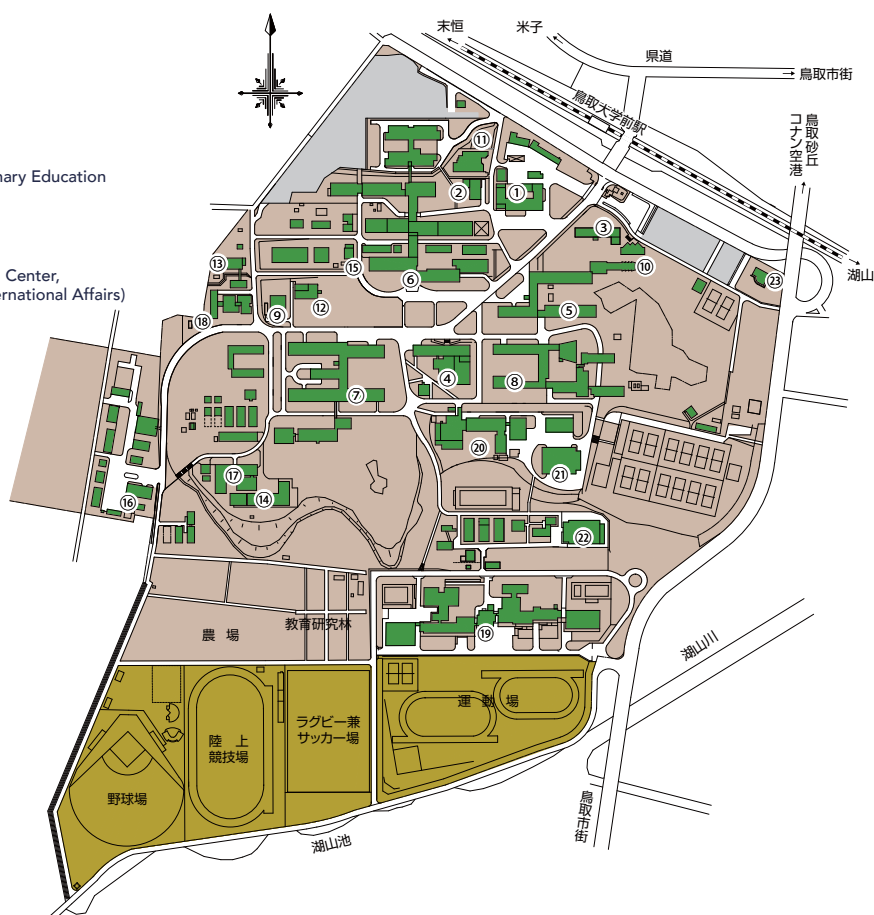 末恒
米子
県道
鳥取市街
鳥取大学前駅
鳥取砂丘
コナン空港
湖山
nary Education
Center,
ernational Affairs)
⑪
②
①
③
⑩
㉓
⑬
⑮
⑥
⑤
⑱
⑨
⑫
④
⑦
⑧
⑳
㉑
⑰
⑭
⑯
㉒
⑲
農 場
教育研究林
湖山川
運 動 場
ラグビー兼
サッカー場
陸 上
競技場
野球場
鳥取市街
湖山池